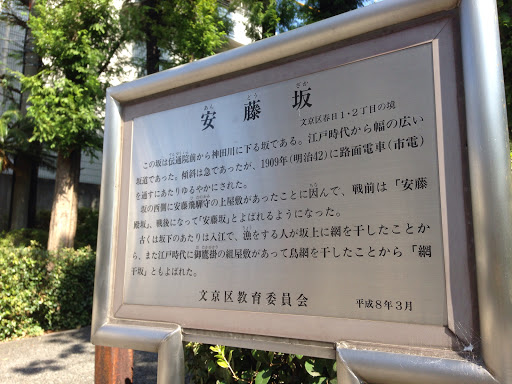 あん どう ざか
安藤坂
文京区春日1・2丁目の境
この坂は伝通院前から神田川に下る坂である。江戸時代から幅の広い
坂道であった。傾斜は急であったが、1909年(明治42)に路面電車(市電)
を通すにあたりゆるやかにされた。
坂の西側に安藤飛騨守の上屋敷があったことに因んで、戦前は「安藤
殿坂」、戦後になって「安藤坂」とよばれるようになった。
古くは坂下のあたりは入江で、漁をする人が坂上に網を干したことか
ら、また江戸時代に御鷹掛の組屋敷があって鳥網を干したことから「網
干坂」ともよばれた。
文京区教育委員会
平成8年3月